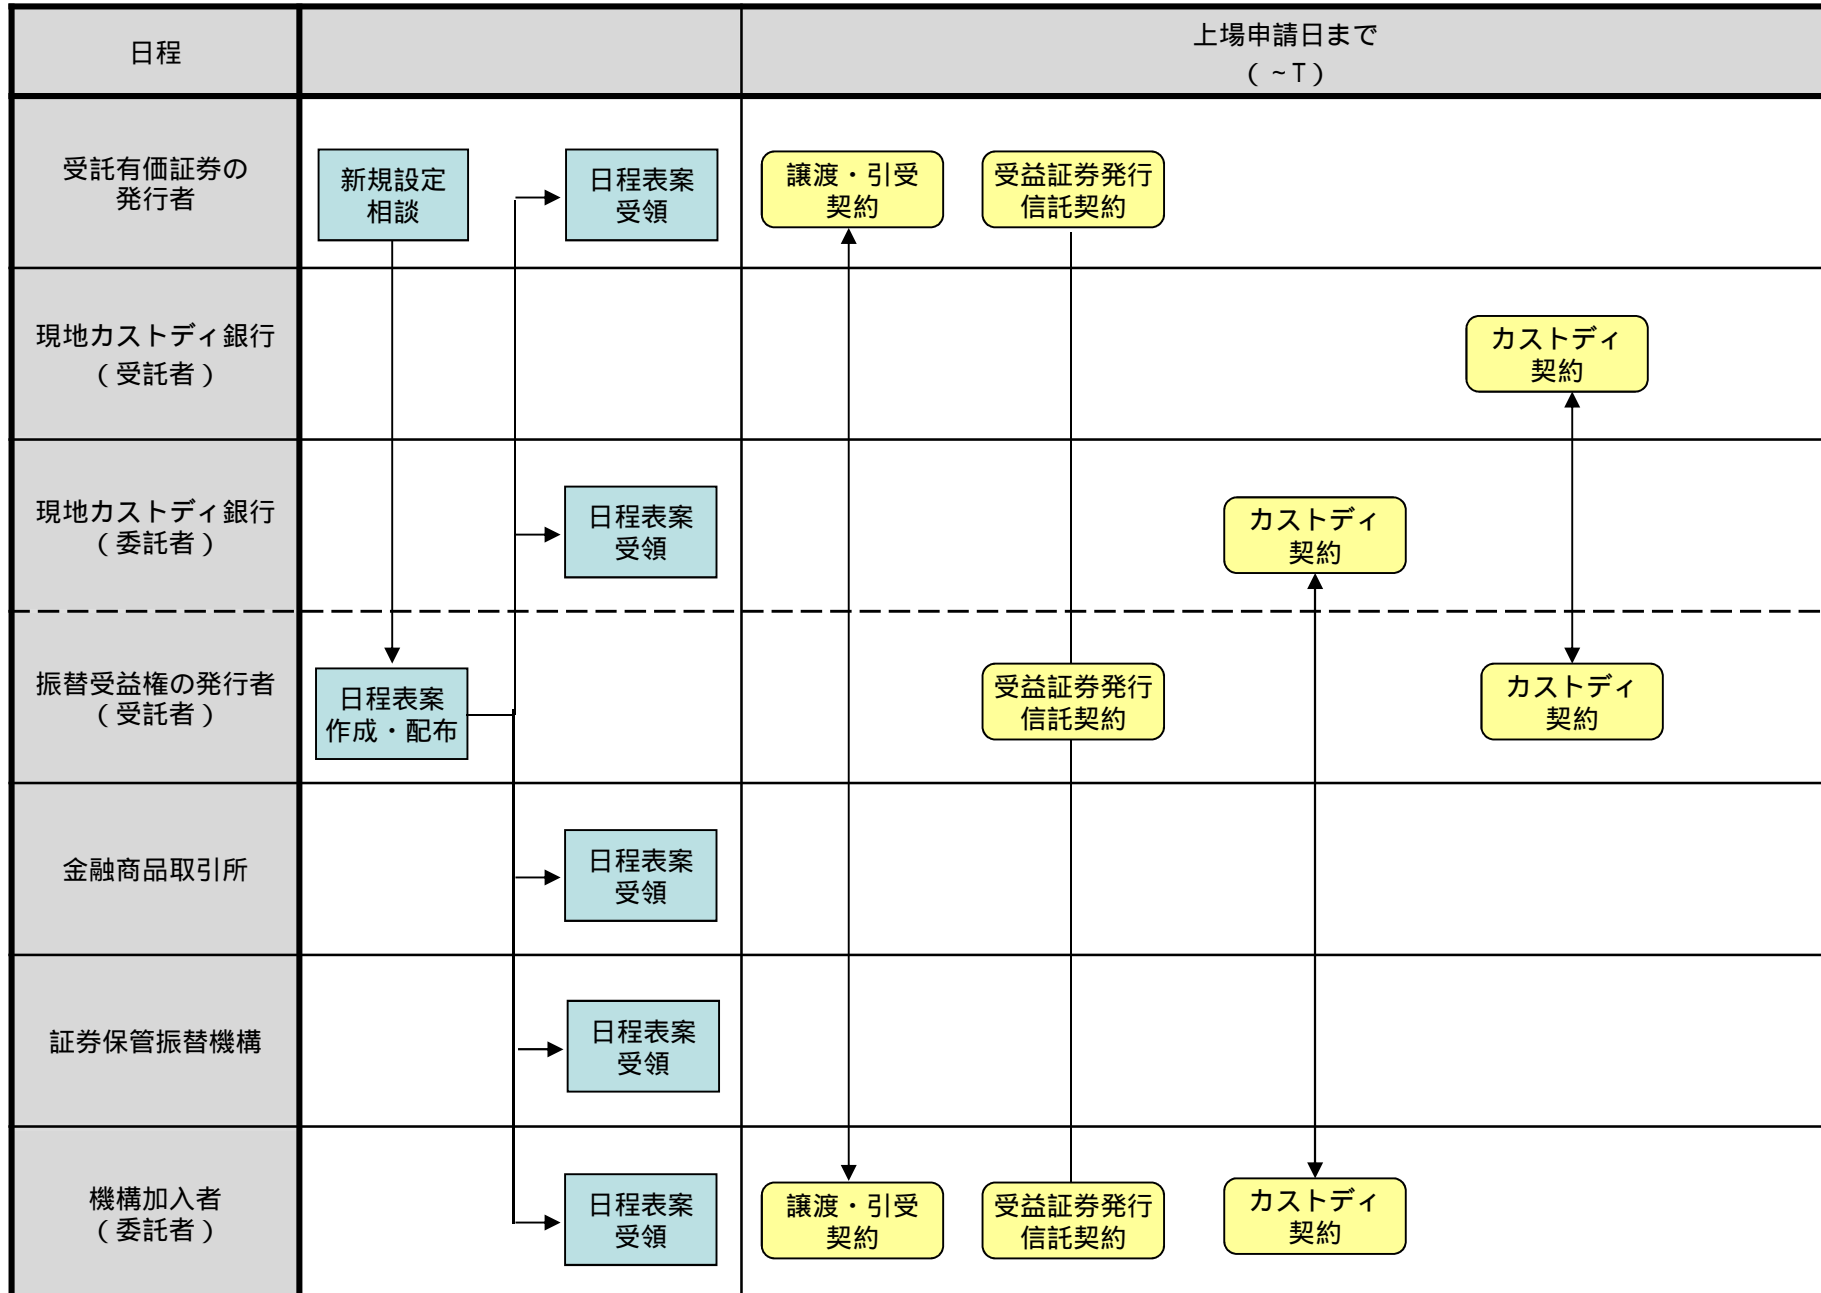 日程
上場申請日まで
(~T)
受託有価証券の
発行者
新規設定
相談
日程表案
受領
譲渡・引受
契約
受益証券発行
信託契約
現地カストディ銀行
(受託者)
カストディ
契約
現地カストディ銀行
(委託者)
日程表案
受領
カストディ
契約
振替受益権の発行者
(受託者)
日程表案
作成・配布
受益証券発行
信託契約
カストディ
契約
金融商品取引所
日程表案
受領
証券保管振替機構
日程表案
受領
機構加入者
(委託者)
日程表案
受領
譲渡・引受
契約
受益証券発行
信託契約
カストディ
契約